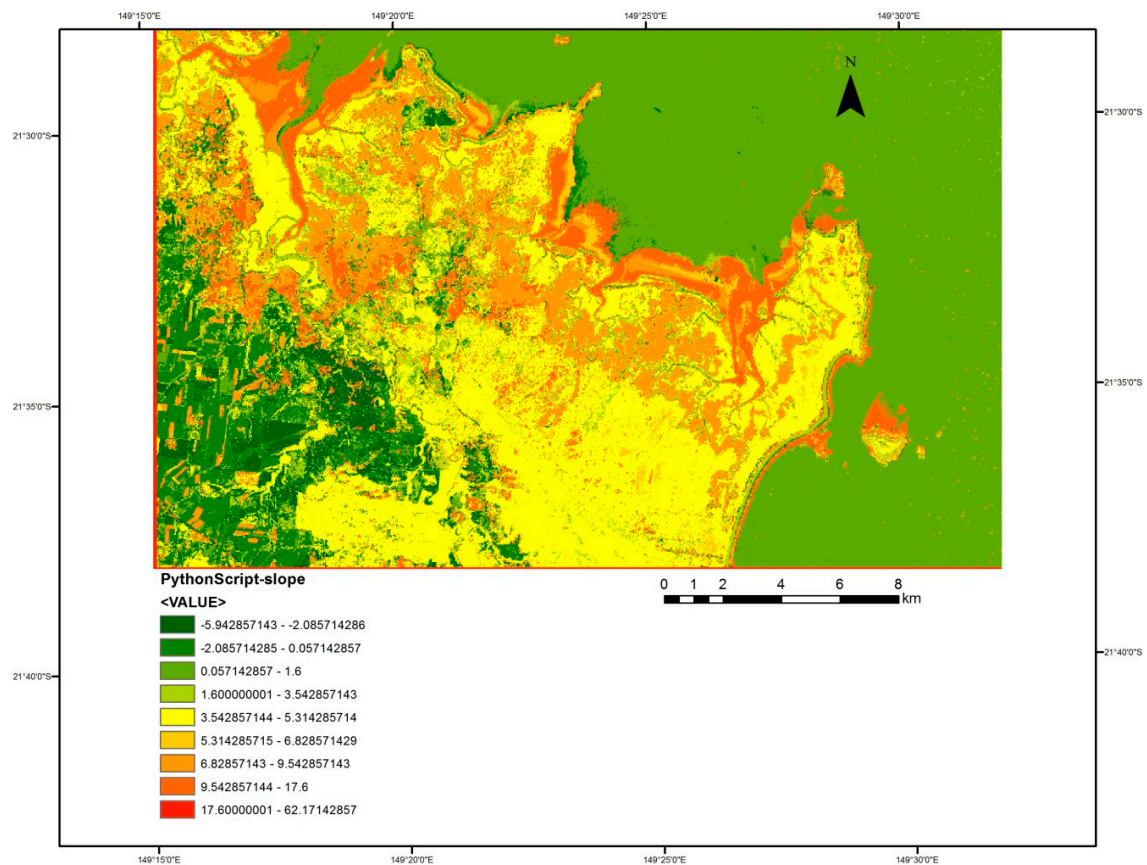 149°15'0"E 149°20'0"E 149°25'0"E 149°30'0"E
N
21°30'0"S 21°30'0"S
21°35'0"S 21°35'0"S
PythonScript-slope
<VALUE>
-5.942857143 - -2.085714286
-2.085714285 - 0.057142857
0.057142857 - 1.6
1.600000001 - 3.542857143
3.542857144 - 5.314285714
5.314285715 - 6.828571429
6.82857143 - 9.542857143
9.542857144 - 17.6
17.60000001 - 62.17142857
0 1 2 4 6 8
km
21°40'0"S 21°40'0"S
149°15'0"E 149°20'0"E 149°25'0"E 149°30'0"E